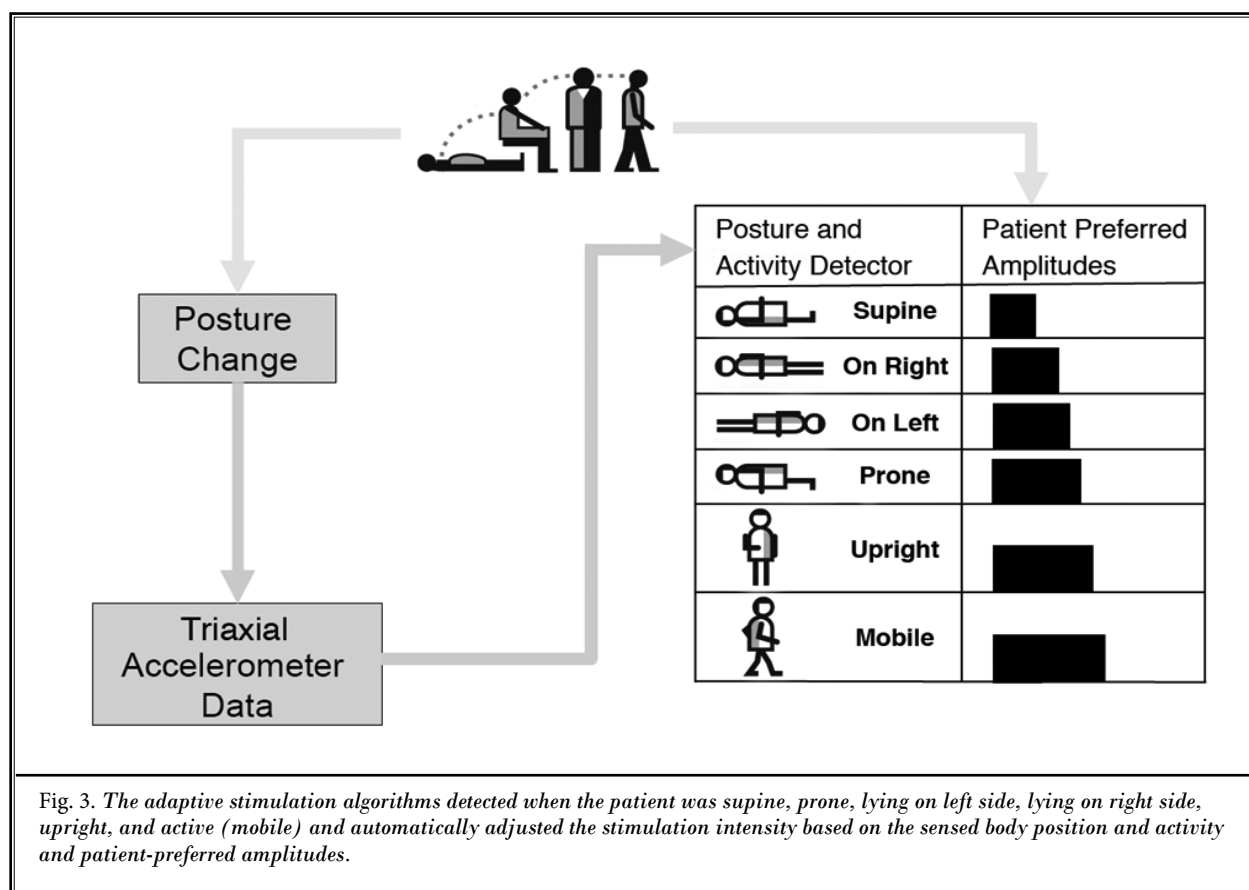 Posture
Change
Triaxial
Accelerometer
Data
Posture and
Activity Detector
Patient Preferred
Amplitudes
Supine
On Right
On Left
Prone
Upright
Mobile
Fig. 3. The adaptive stimulation algorithms detected when the patient was supine, prone, lying on left side, lying on right side,
upright, and active (mobile) and automatically adjusted the stimulation intensity based on the sensed body position and activity
and patient-preferred amplitudes.